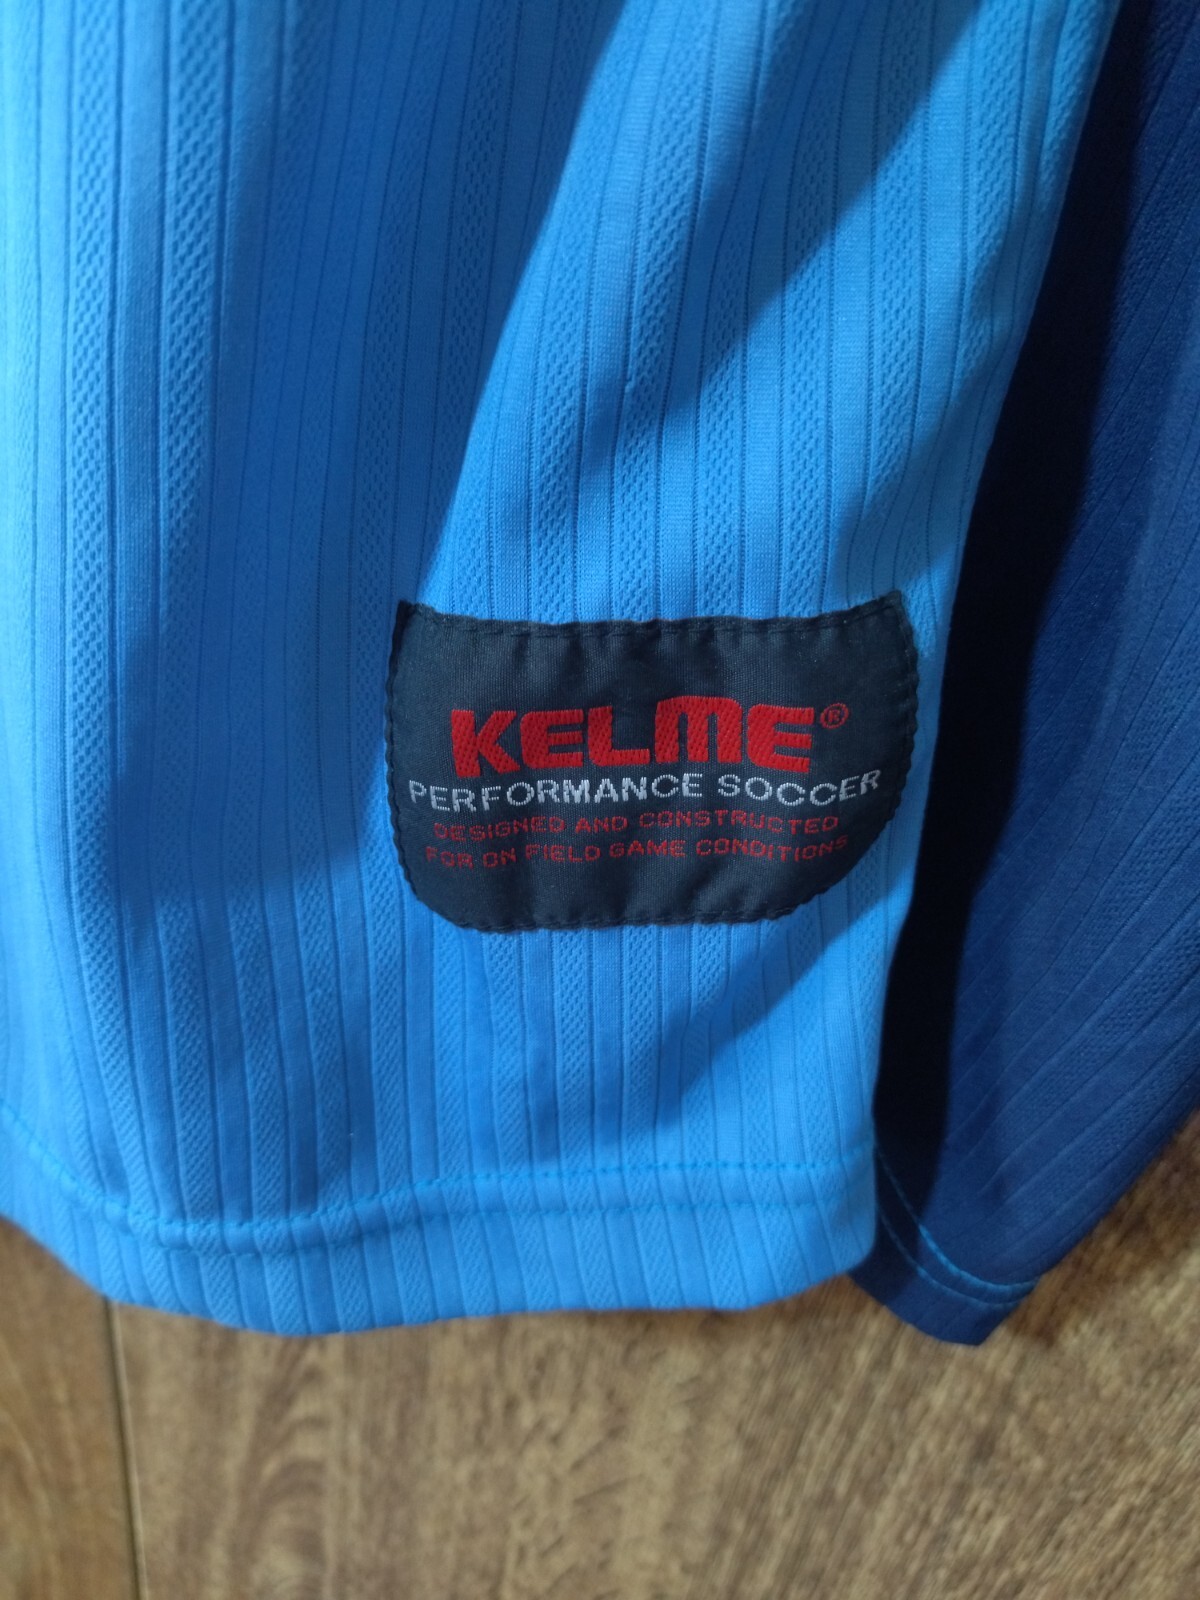 KELME®
PERFORMANCE SOCCER
DESIGNED AND CONSTRUCTED
FOR ON FIELD GAME CONDITIONS